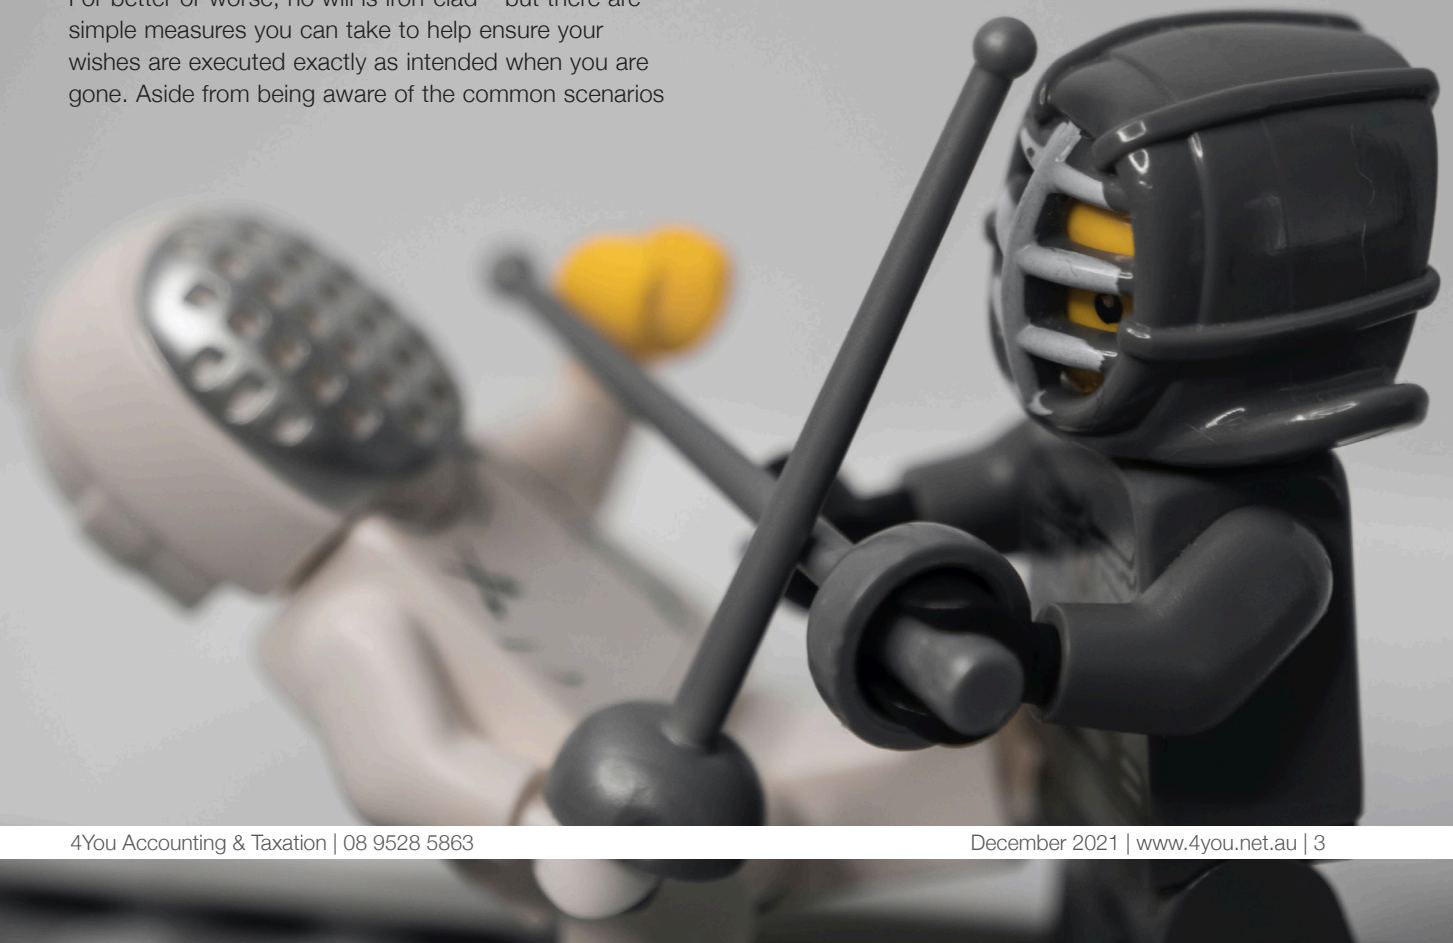 For better or worse, no will is iron-clad – but there are
simple measures you can take to help ensure your
wishes are executed exactly as intended when you are
gone. Aside from being aware of the common scenarios
4You Accounting & Taxation | 08 9528 5863
December 2021 | www.4you.net.au | 3